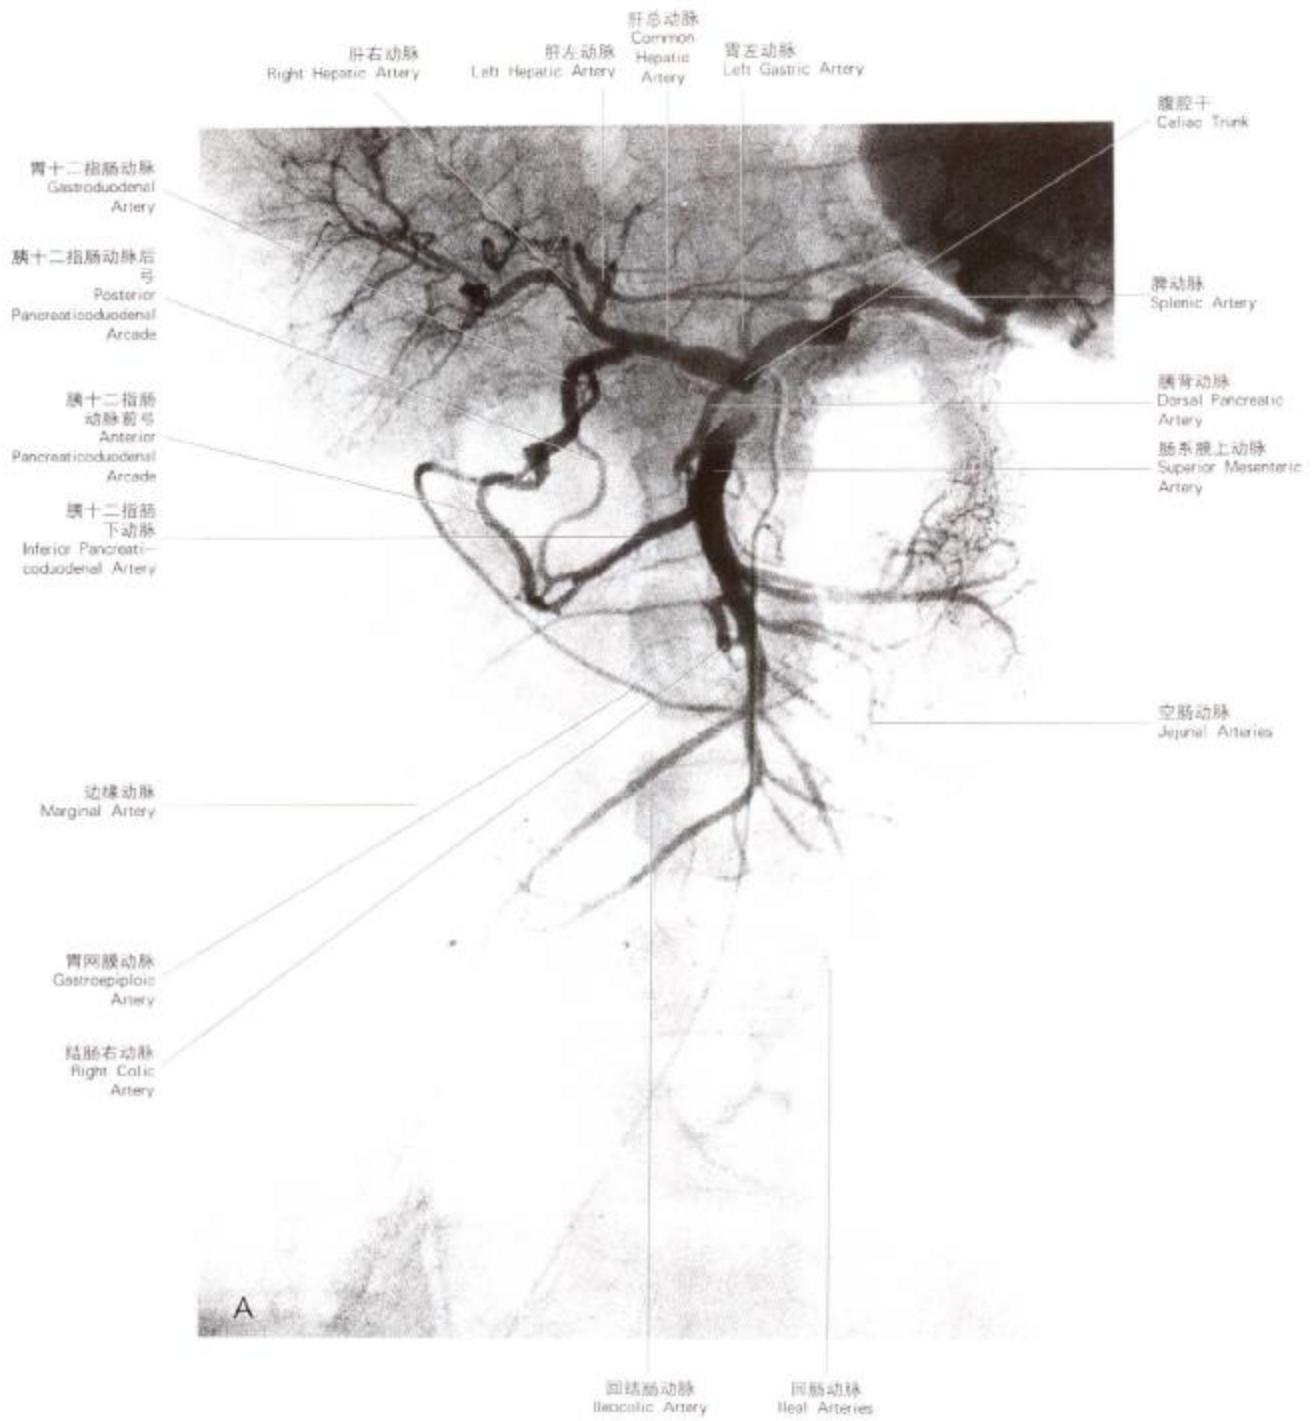 肝总动脉
Common
Hepatic
Artery
肝右动脉
Right Hepatic Artery
肝左动脉
Left Hepatic Artery
胃左动脉
Left Gastric Artery
腹腔干
Celiac Trunk
胃十二指肠动脉
Gastroduodenal
Artery
胰十二指肠动脉后
弓
Posterior
Pancreaticoduodenal
Arcade
脾动脉
Splenic Artery
胰十二指肠
动脉前弓
Anterior
Pancreaticoduodenal
Arcade
胰背动脉
Dorsal Pancreatic
Artery
肠系膜上动脉
Superior Mesenteric
Artery
胰十二指肠
下动脉
Inferior Pancreati-
coduodenal Artery
空肠动脉
Jejunal Arteries
边缘动脉
Marginal Artery
胃网膜动脉
Gastroepiploic
Artery
结肠右动脉
Right Colic
Artery
A
回结肠动脉
Ileocolic Artery
回肠动脉
Ileal Arteries